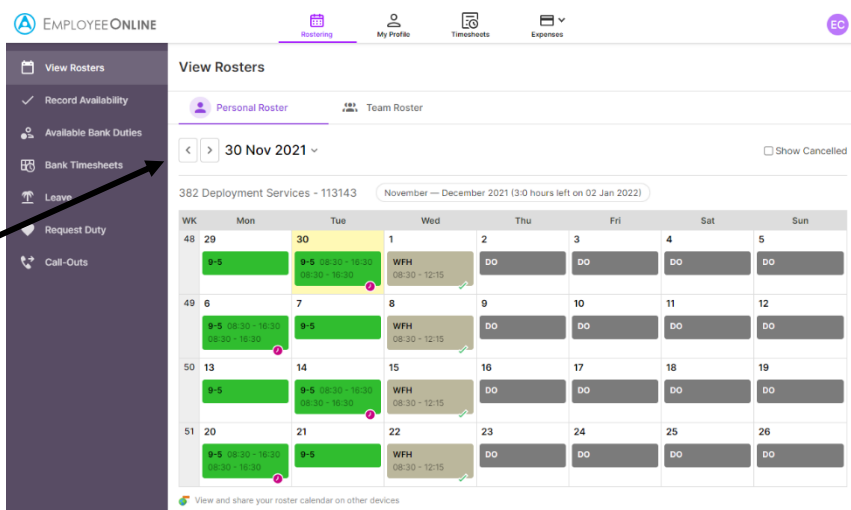 EMPLOYEEONLINE
Rostering My Profile Timesheets Expenses
EC
View Rosters
Record Availability
Available Bank Duties
Bank Timesheets
Leave
Request Duty
Call-Outs
View Rosters
Personal Roster Team Roster
30 Nov 2021
Show Cancelled
382 Deployment Services - 113143 November — December 2021 (3:0 hours left on 02 Jan 2022)
WK Mon Tue Wed Thu Fri Sat Sun
48 29 30 1 2 3 4 5
9-5 9-5 08:30 - 16:30 WFH DO DO DO DO
08:30 - 16:30 08:30 - 12:15
49 6 7 8 9 10 11 12
9-5 08:30 - 16:30 9-5 WFH DO DO DO DO
08:30 - 16:30 08:30 - 12:15
50 13 14 15 16 17 18 19
9-5 9-5 08:30 - 16:30 WFH DO DO DO DO
08:30 - 16:30 08:30 - 12:15
51 20 21 22 23 24 25 26
9-5 08:30 - 16:30 9-5 WFH DO DO DO DO
08:30 - 16:30 08:30 - 12:15
View and share your roster calendar on other devices